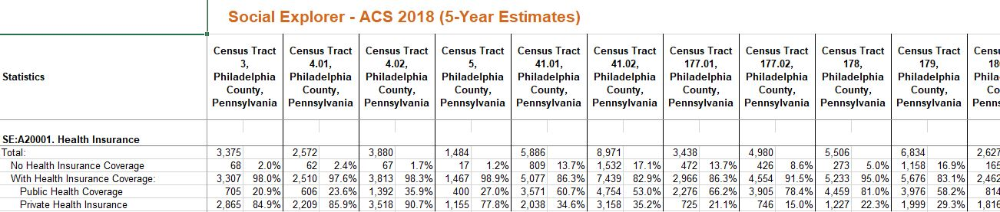 Social Explorer - ACS 2018 (5-Year Estimates)
Statistics Census Tract 3, Philadelphia County, Pennsylvania Census Tract 4.01, Philadelphia County, Pennsylvania Census Tract 4.02, Philadelphia County, Pennsylvania Census Tract 5, Philadelphia County, Pennsylvania Census Tract 41.01, Philadelphia County, Pennsylvania Census Tract 41.02, Philadelphia County, Pennsylvania Census Tract 177.01, Philadelphia County, Pennsylvania Census Tract 177.02, Philadelphia County, Pennsylvania Census Tract 178, Philadelphia County, Pennsylvania Census Tract 179, Philadelphia County, Pennsylvania
SE:A20001. Health Insurance
Total: 3,375 2,572 3,880 1,484 5,886 8,971 3,438 4,980 5,506 6,834 2,627
No Health Insurance Coverage 68 2.0% 62 2.4% 67 1.7% 17 1.2% 809 13.7% 1,532 17.1% 472 13.7% 426 8.6% 273 5.0% 1,158 16.9% 165
With Health Insurance Coverage: 3,307 98.0% 2,510 97.6% 3,813 98.3% 1,467 98.9% 5,077 86.3% 7,439 82.9% 2,966 86.3% 4,554 91.5% 5,233 95.0% 5,676 83.1% 2,462
Public Health Coverage 705 20.9% 606 23.6% 1,392 35.9% 400 27.0% 3,571 60.7% 4,754 53.0% 2,276 66.2% 3,905 78.4% 4,459 81.0% 3,976 58.2% 814
Private Health Insurance 2,865 84.9% 2,209 85.9% 3,518 90.7% 1,155 77.8% 2,038 34.6% 3,158 35.2% 725 21.1% 746 15.0% 1,227 22.3% 1,999 29.3% 1,816